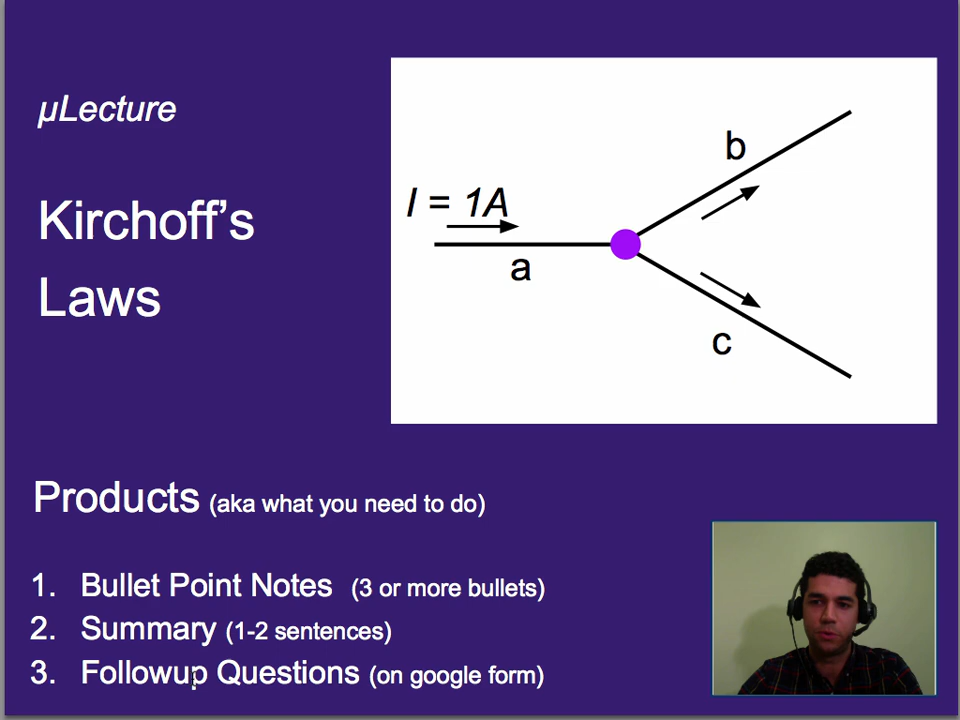 µLecture
Kirchoff's
Laws
I = 1A
a
b
c
Products (aka what you need to do)
1. Bullet Point Notes (3 or more bullets)
2. Summary (1-2 sentences)
3. Followup Questions (on google form)